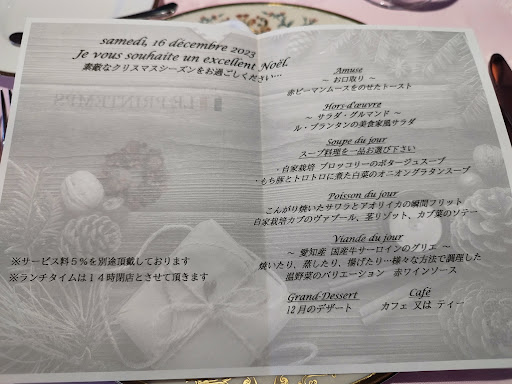 samedi, 16 décembre 2023
Je vous souhaite un excellent Noël.
素敵なクリスマスシーズンをお過ごしください…
※サービス料5%を別途頂戴しております
※ランチタイムは14時閉店とさせて頂きます
Amuse
～ お口取り ～
赤ピーマンムースをのせたトースト
Hors-d'œuvre
～ サラダ・グルマンド ～
ル・プランタンの美食家風サラダ
Soupe du jour
スープ料理を一品お選び下さい
・自家栽培 ブロッコリーのポタージュスープ
・もち豚とトロトロに煮た白菜のオニオングラタンスープ
Poisson du jour
こんがり焼いたサワラとアオリイカの瞬間フリット
自家栽培カブのヴァプール、茎リゾット、カブ菜のソテー
Viande du jour
～ 愛知産 国産牛サーロインのグリエ ～
焼いたり、蒸したり、揚げたり…様々な方法で調理した
温野菜のバリエーション 赤ワインソース
Grand-Dessert
12月のデザート
Café
カフェ 又は ティー